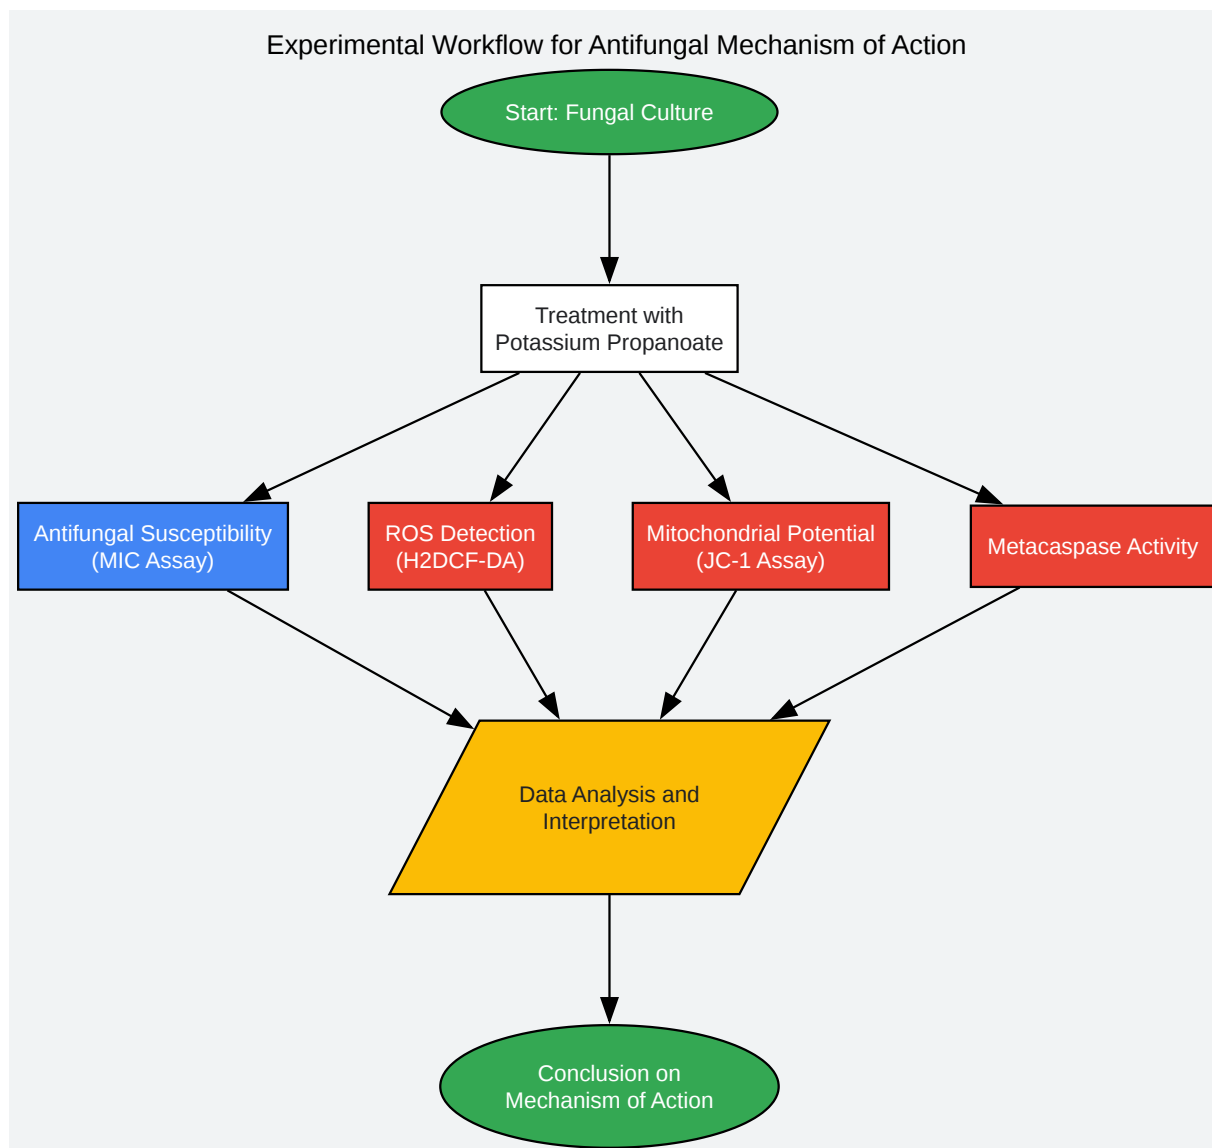 Experimental Workflow for Antifungal Mechanism of Action
Start: Fungal Culture
Treatment with
Potassium Propanoate
Antifungal Susceptibility
(MIC Assay)
ROS Detection
(H2DCF-DA)
Mitochondrial Potential
(JC-1 Assay)
Metacaspase Activity
Data Analysis and
Interpretation
Conclusion on
Mechanism of Action